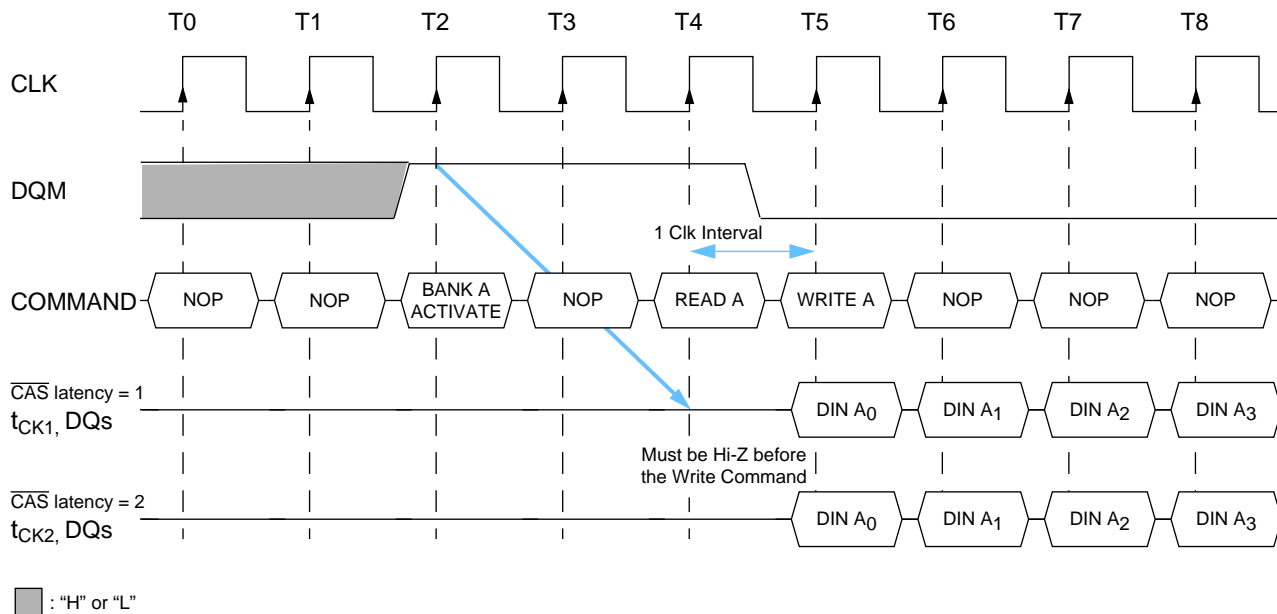 T0 T1 T2 T3 T4 T5 T6 T7 T8
CLK
DQM
1 Clk Interval
COMMAND NOP NOP BANK A ACTIVATE NOP READ A WRITE A NOP NOP NOP
CAS latency = 1
tCK1, DQs DIN A0 DIN A1 DIN A2 DIN A3
Must be Hi-Z before
the Write Command
CAS latency = 2
tCK2, DQs DIN A0 DIN A1 DIN A2 DIN A3
: “H” or “L”